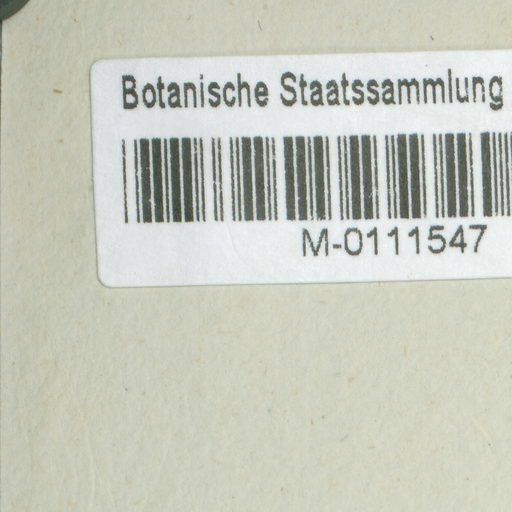 Botanische Staatssammlung
M-0111547